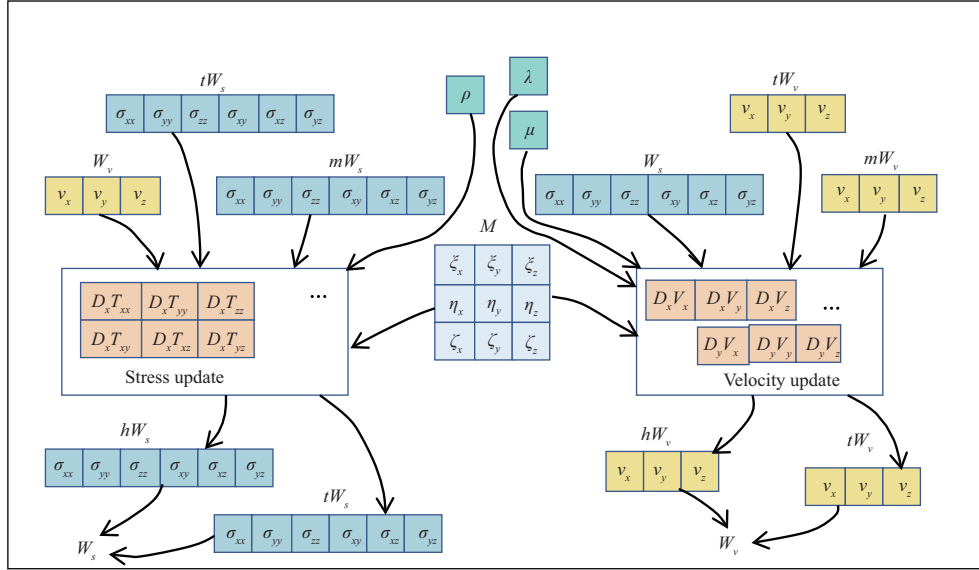 tW_s
σ_xx σ_yy σ_zz σ_xy σ_xz σ_yz
ρ
λ
μ
tW_v
v_x v_y v_z
W_v
v_x v_y v_z
mW_s
σ_xx σ_yy σ_zz σ_xy σ_xz σ_yz
W_s
σ_xx σ_yy σ_zz σ_xy σ_xz σ_yz
mW_v
v_x v_y v_z
M
ξ_x ξ_y ξ_z
η_x η_y η_z
ζ_x ζ_y ζ_z
...
D_xT_xx D_xT_yy D_xT_zz
D_xT_xy D_xT_xz D_xT_yz
Stress update
D_xV_x D_xV_y D_xV_z ...
D_yV_x D_yV_y D_yV_z
Velocity update
hW_s
σ_xx σ_yy σ_zz σ_xy σ_xz σ_yz
tW_s
σ_xx σ_yy σ_zz σ_xy σ_xz σ_yz
W_s
hW_v
v_x v_y v_z
tW_v
v_x v_y v_z
W_v